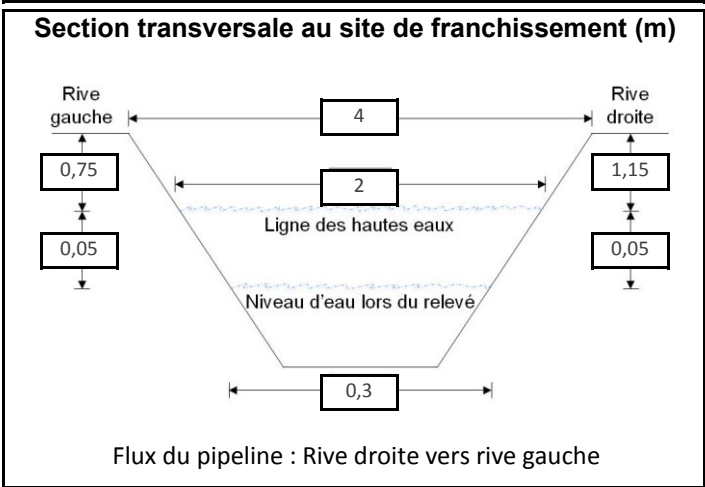 Section transversale au site de franchissement (m)
Rive
gauche
4
Rive
droite
0,75
2
1,15
Ligne des hautes eaux
0,05
0,05
Niveau d'eau lors du relevé
0,3
Flux du pipeline : Rive droite vers rive gauche